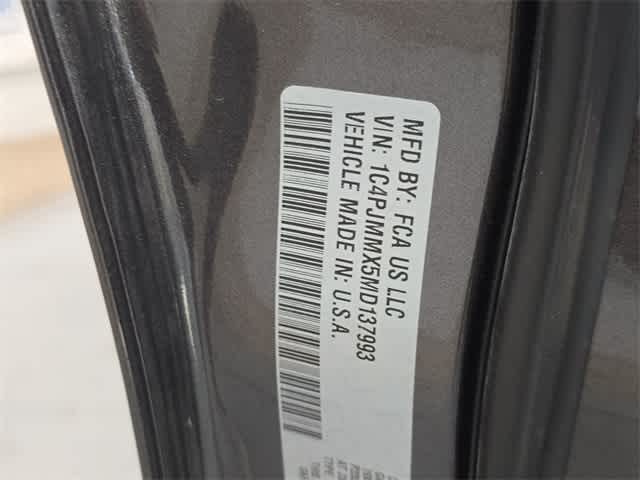 MFD BY: FCA US LLC
VIN: 1C4PJMMX5MD137993
VEHICLE MADE IN: U.S.A.